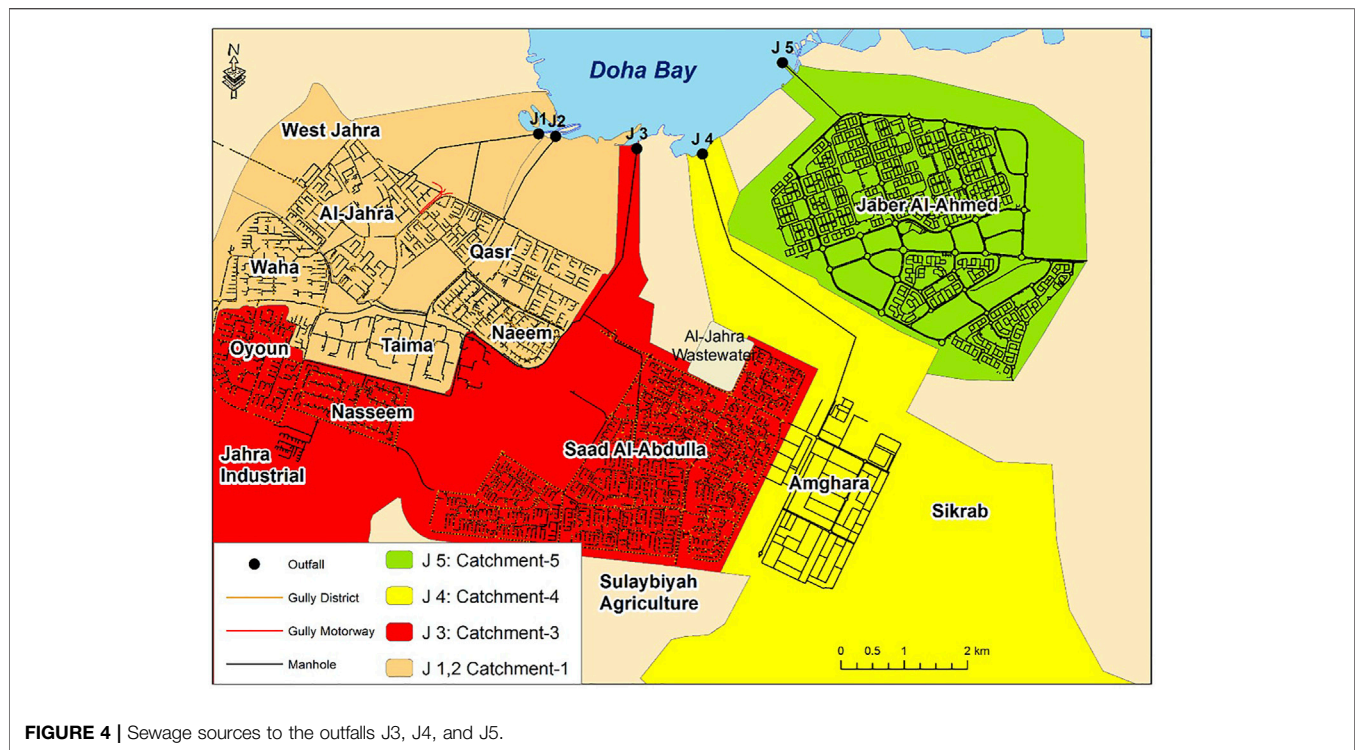 N
J 5
Doha Bay
West Jahra
J1
J2
J 3
J 4
Al-Jahra
Jaber Al-Ahmed
Qasr
Waha
Naeem
Al-Jahra
Wastewater
Taima
Oyoun
Nasseem
Saad Al-Abdulla
Jahra
Industrial
Amghara
Sikrab
Sulaybiyah
Agriculture
Outfall
Gully District
Gully Motorway
Manhole
J 5: Catchment-5
J 4: Catchment-4
J 3: Catchment-3
J 1,2 Catchment-1
0 0.5 1 2 km
FIGURE 4 | Sewage sources to the outfalls J3, J4, and J5.